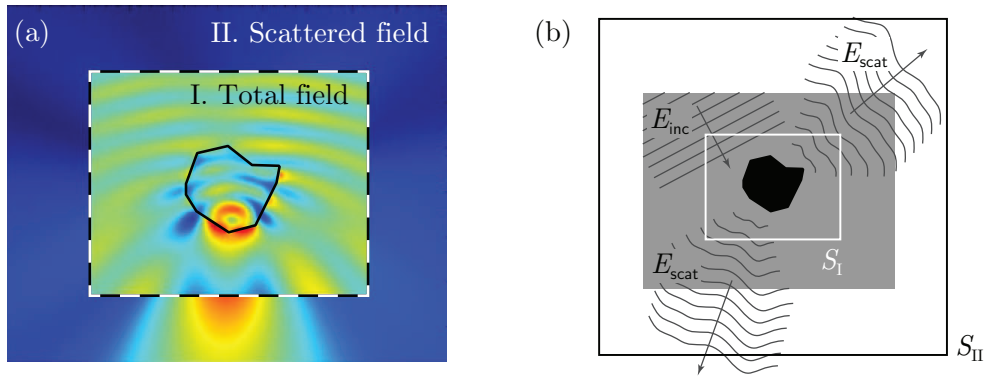 (a)
II. Scattered field
I. Total field
(b)
E_scat
E_inc
S_I
E_scat
S_II